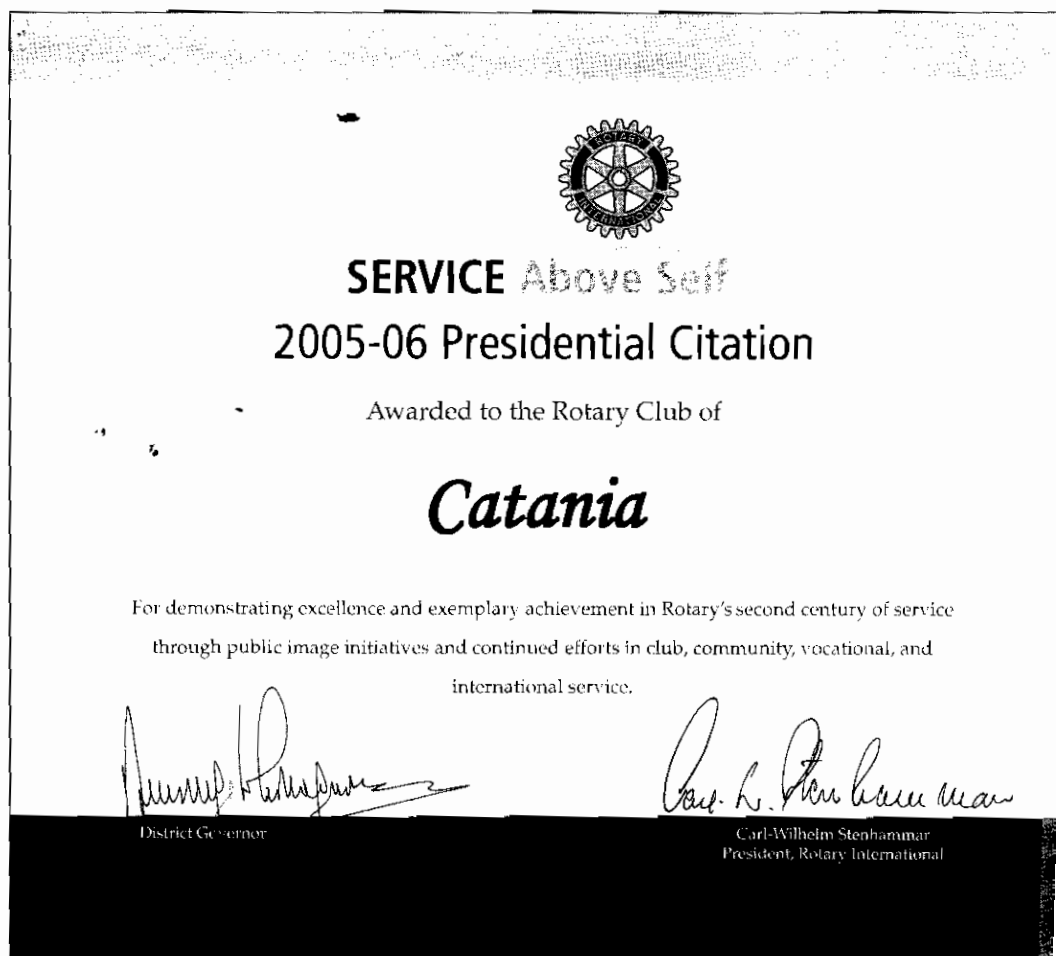 ROTARY
INTERNATIONAL
SERVICE Above Self
2005-06 Presidential Citation
Awarded to the Rotary Club of
Catania
For demonstrating excellence and exemplary achievement in Rotary's second century of service
through public image initiatives and continued efforts in club, community, vocational, and
international service.
Carl-W. Stenhammar
District Governor
Carl-Wilhelm Stenhammar
President, Rotary International